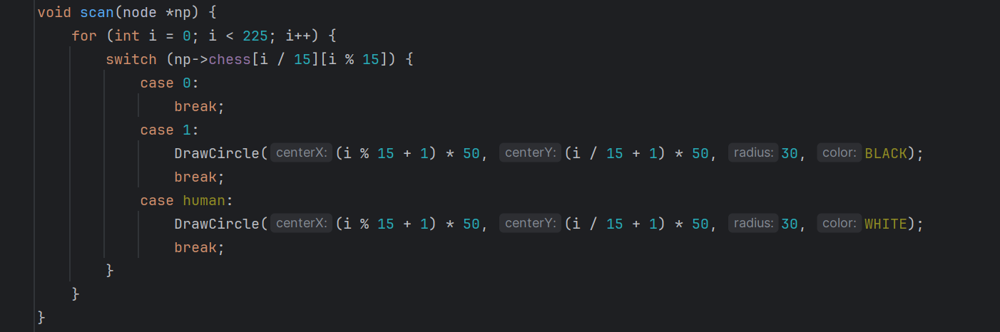 void scan(node *np) {
    for (int i = 0; i < 225; i++) {
        switch (np->chess[i / 15][i % 15]) {
            case 0:
                break;
            case 1:
                DrawCircle( centerX: (i % 15 + 1) * 50, centerY: (i / 15 + 1) * 50, radius: 30, color: BLACK);
                break;
            case human:
                DrawCircle( centerX: (i % 15 + 1) * 50, centerY: (i / 15 + 1) * 50, radius: 30, color: WHITE);
                break;
        }
    }
}